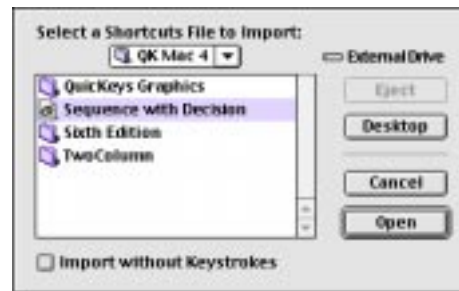 Select a Shortcuts File to Import:
QK Mac 4
External Drive
QuicKeys Graphics
Sequence with Decision
Sixth Edition
TwoColumn
Eject
Desktop
Cancel
Open
Import without Keystrokes